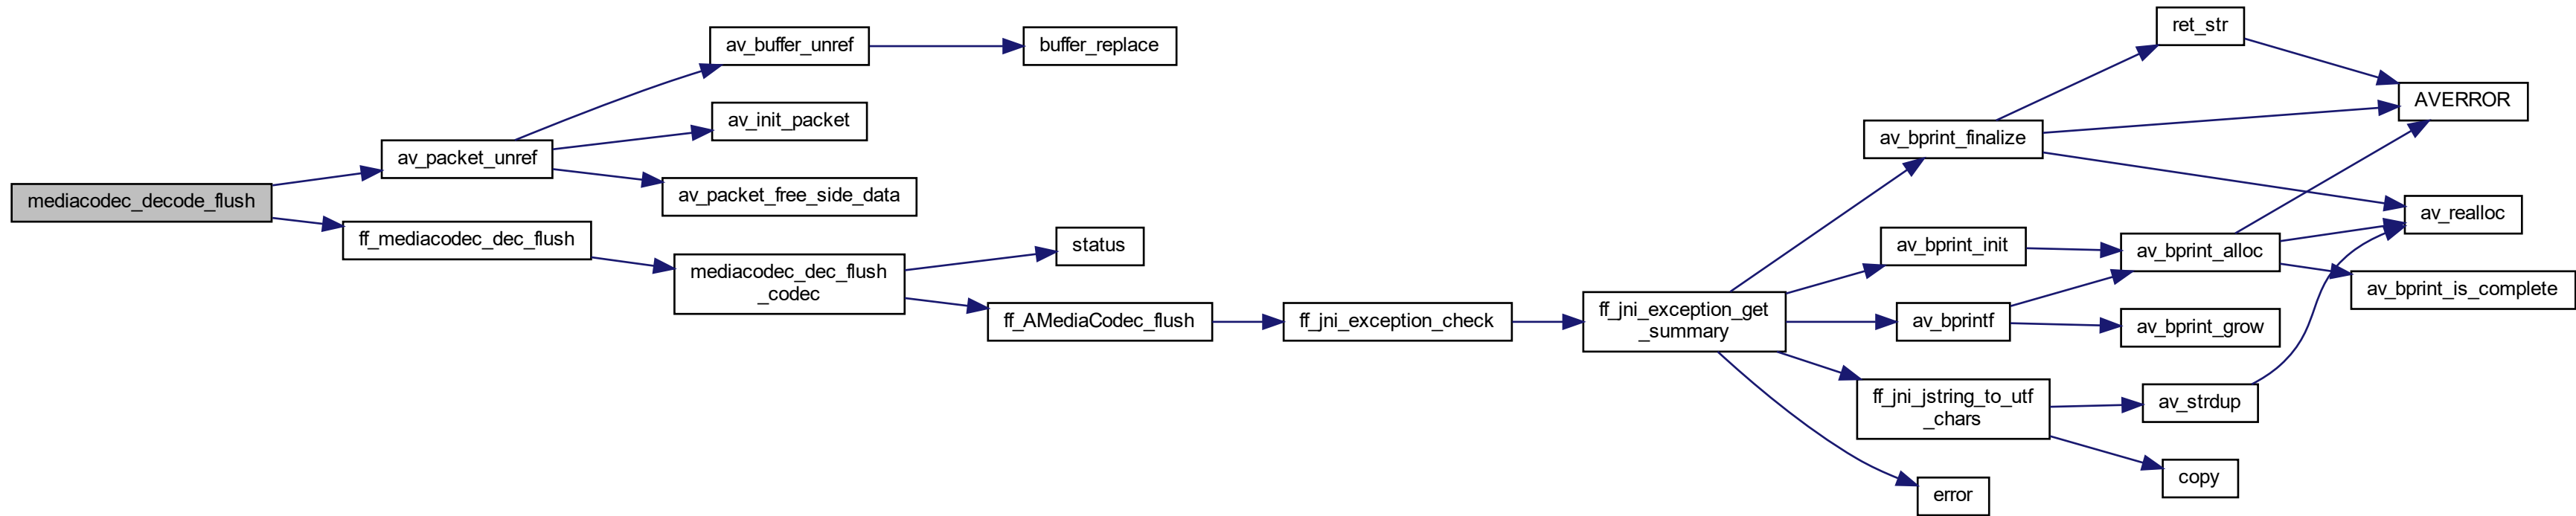 mediacodec_decode_flush
av_packet_unref
ff_mediacodec_dec_flush
av_buffer_unref
av_init_packet
av_packet_free_side_data
mediacodec_dec_flush
_codec
buffer_replace
status
ff_AMediaCodec_flush
ff_jni_exception_check
ff_jni_exception_get
_summary
av_bprint_finalize
av_bprint_init
av_bprintf
ff_jni_jstring_to_utf
_chars
error
ret_str
av_bprint_alloc
av_bprint_grow
av_strdup
copy
AVERROR
av_realloc
av_bprint_is_complete